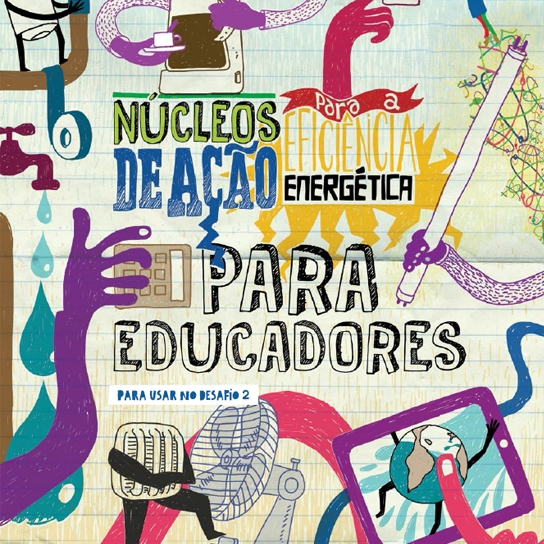 NÚCLEOS
DE AÇÃO
para a
EFICIÊNCIA
ENERGÉTICA
PARA
EDUCADORES
PARA USAR NO DESAFIO 2